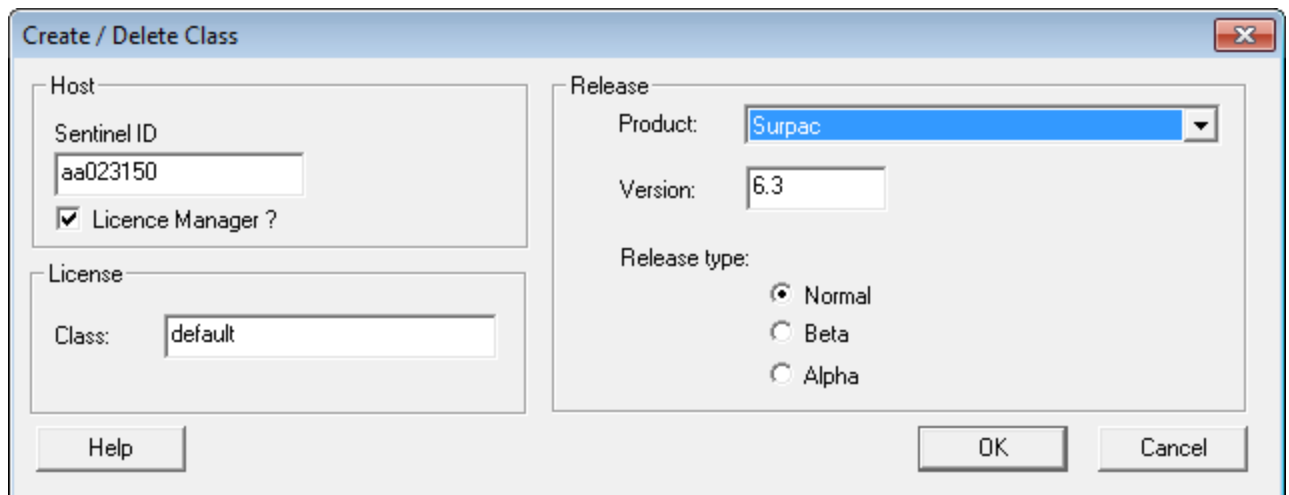 Create / Delete Class
Host
Sentinel ID
aa023150
Licence Manager ?
License
Class: default
Release
Product: Surpac
Version: 6.3
Release type:
Normal
Beta
Alpha
Help
OK
Cancel